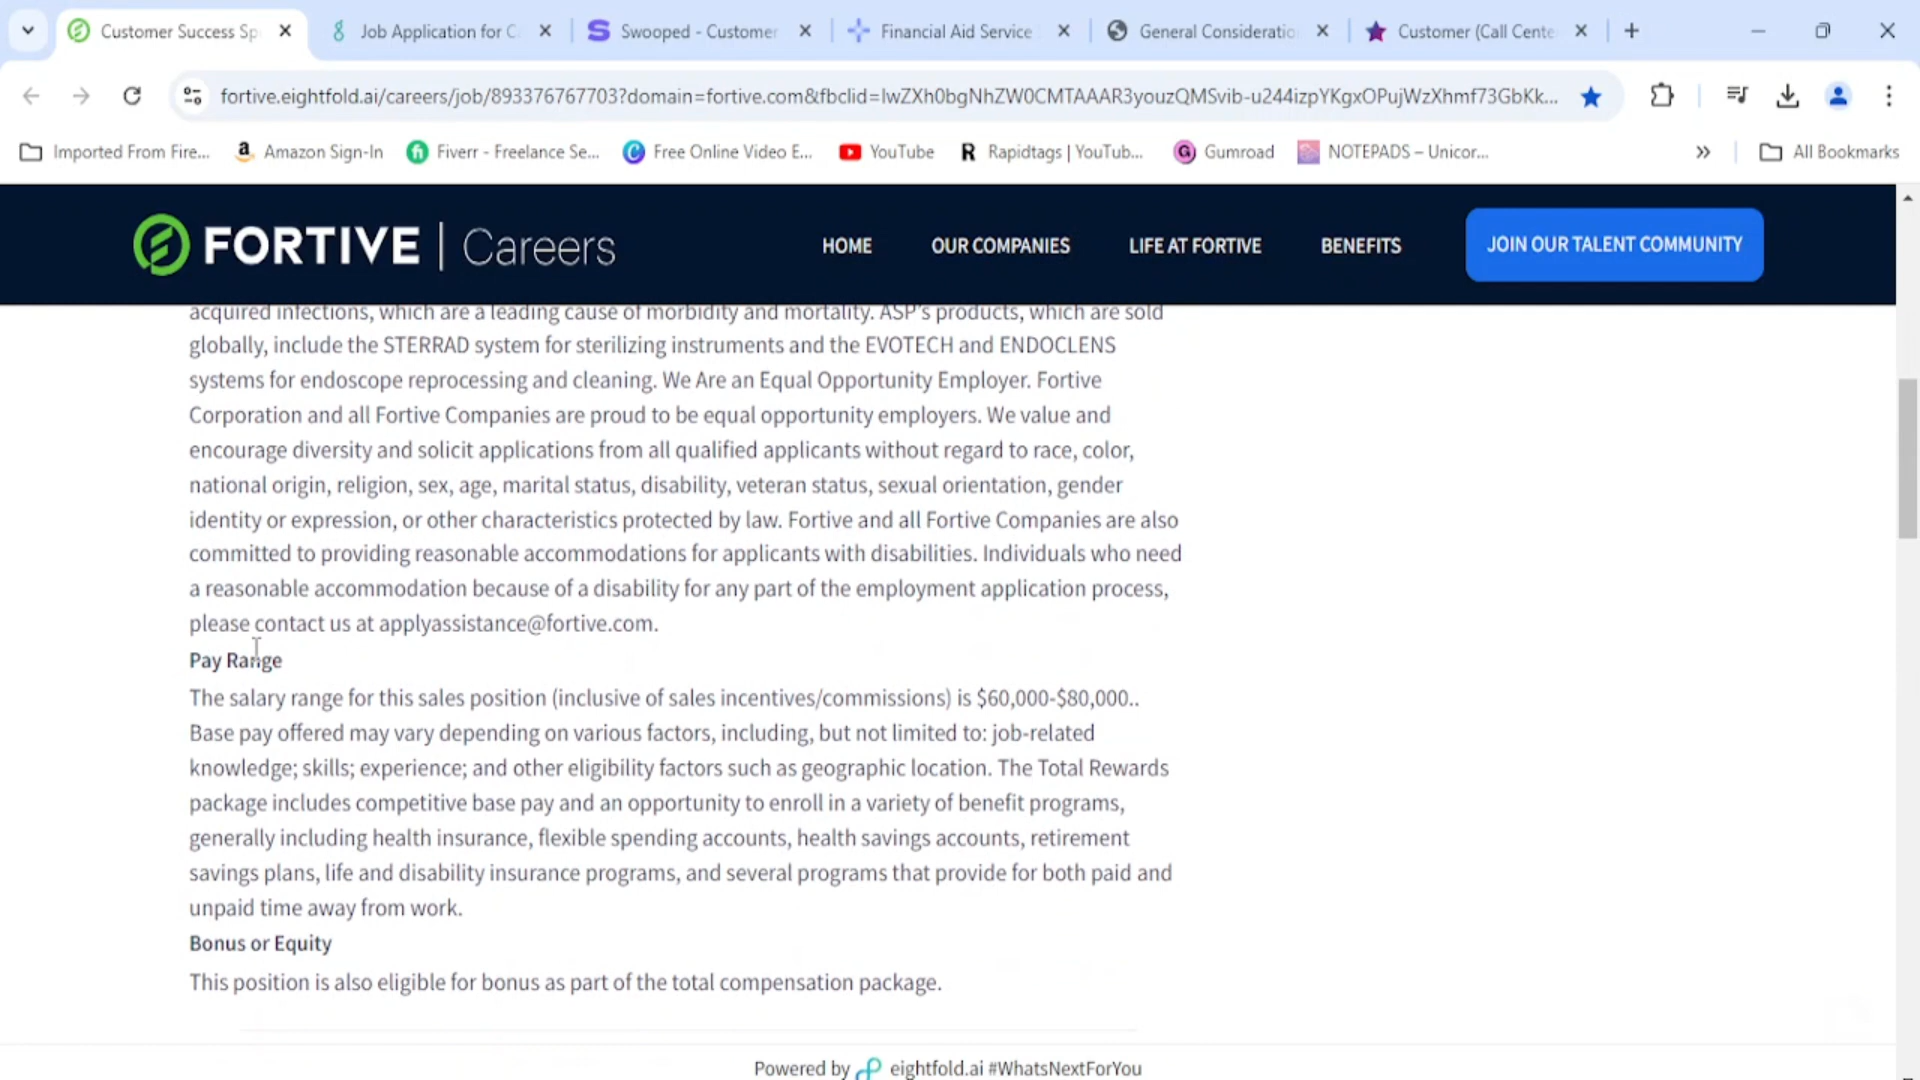 Customer Success Sp
Job Application for C
Swooped - Customer
Financial Aid Service
General Consideratio
Customer (Call Cente
fortive.eightfold.ai/careers/job/893376767703?domain=fortive.com&fbclid=IwZXh0bgNhZW0CMTAAAR3youzQMSvib-u244izpYKgxOPujWzXhmf73GbKk...
Imported From Fire...
Amazon Sign-In
Fiverr - Freelance Se...
Free Online Video E...
YouTube
Rapidtags | YouTub...
Gumroad
NOTEPADS – Unicor...
All Bookmarks
FORTIVE | Careers
HOME
OUR COMPANIES
LIFE AT FORTIVE
BENEFITS
JOIN OUR TALENT COMMUNITY
acquired infections, which are a leading cause of morbidity and mortality. ASP's products, which are sold
globally, include the STERRAD system for sterilizing instruments and the EVOTECH and ENDOCLENS
systems for endoscope reprocessing and cleaning. We Are an Equal Opportunity Employer. Fortive
Corporation and all Fortive Companies are proud to be equal opportunity employers. We value and
encourage diversity and solicit applications from all qualified applicants without regard to race, color,
national origin, religion, sex, age, marital status, disability, veteran status, sexual orientation, gender
identity or expression, or other characteristics protected by law. Fortive and all Fortive Companies are also
committed to providing reasonable accommodations for applicants with disabilities. Individuals who need
a reasonable accommodation because of a disability for any part of the employment application process,
please contact us at applyassistance@fortive.com.
Pay Range
The salary range for this sales position (inclusive of sales incentives/commissions) is $60,000-$80,000..
Base pay offered may vary depending on various factors, including, but not limited to: job-related
knowledge; skills; experience; and other eligibility factors such as geographic location. The Total Rewards
package includes competitive base pay and an opportunity to enroll in a variety of benefit programs,
generally including health insurance, flexible spending accounts, health savings accounts, retirement
savings plans, life and disability insurance programs, and several programs that provide for both paid and
unpaid time away from work.
Bonus or Equity
This position is also eligible for bonus as part of the total compensation package.
Powered by eightfold.ai #WhatsNextForYou